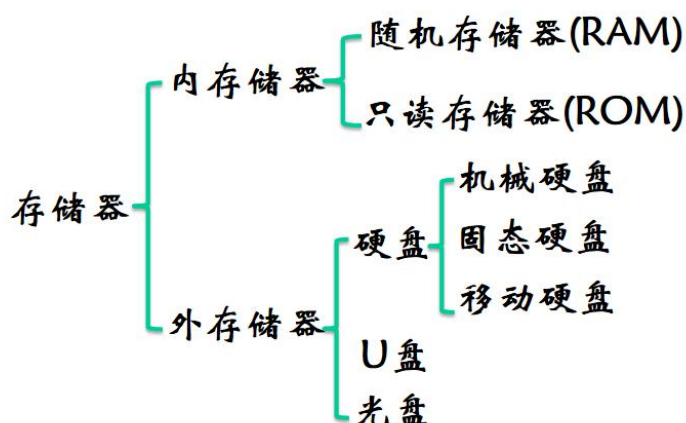 存储器
内存储器
随机存储器(RAM)
只读存储器(ROM)
外存储器
硬盘
机械硬盘
固态硬盘
移动硬盘
U盘
光盘